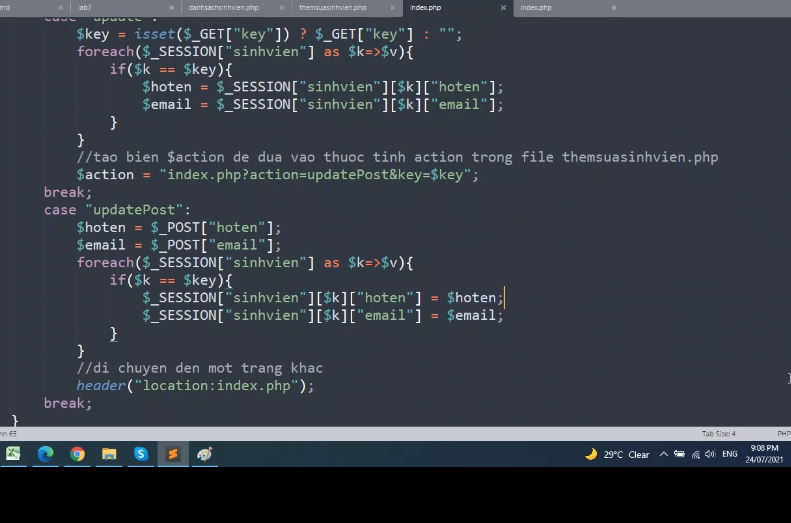 md lab7 danhsachsinhvien.php themsuasinhvien.php index.php index.php
case "update":
$key = isset($_GET["key"]) ? $_GET["key"] : "";
foreach($_SESSION["sinhvien"] as $k=>$v){
if($k == $key){
$hoten = $_SESSION["sinhvien"][$k]["hoten"];
$email = $_SESSION["sinhvien"][$k]["email"];
}
}
//tao bien $action de dua vao thuoc tinh action trong file themsuasinhvien.php
$action = "index.php?action=updatePost&key=$key";
break;
case "updatePost":
$hoten = $_POST["hoten"];
$email = $_POST["email"];
foreach($_SESSION["sinhvien"] as $k=>$v){
if($k == $key){
$_SESSION["sinhvien"][$k]["hoten"] = $hoten;
$_SESSION["sinhvien"][$k]["email"] = $email;
}
}
//di chuyen den mot trang khac
header("location:index.php");
break;
}
mn 65 Tab Size: 4 PHP
29°C Clear ENG 9:08 PM
24/07/2021